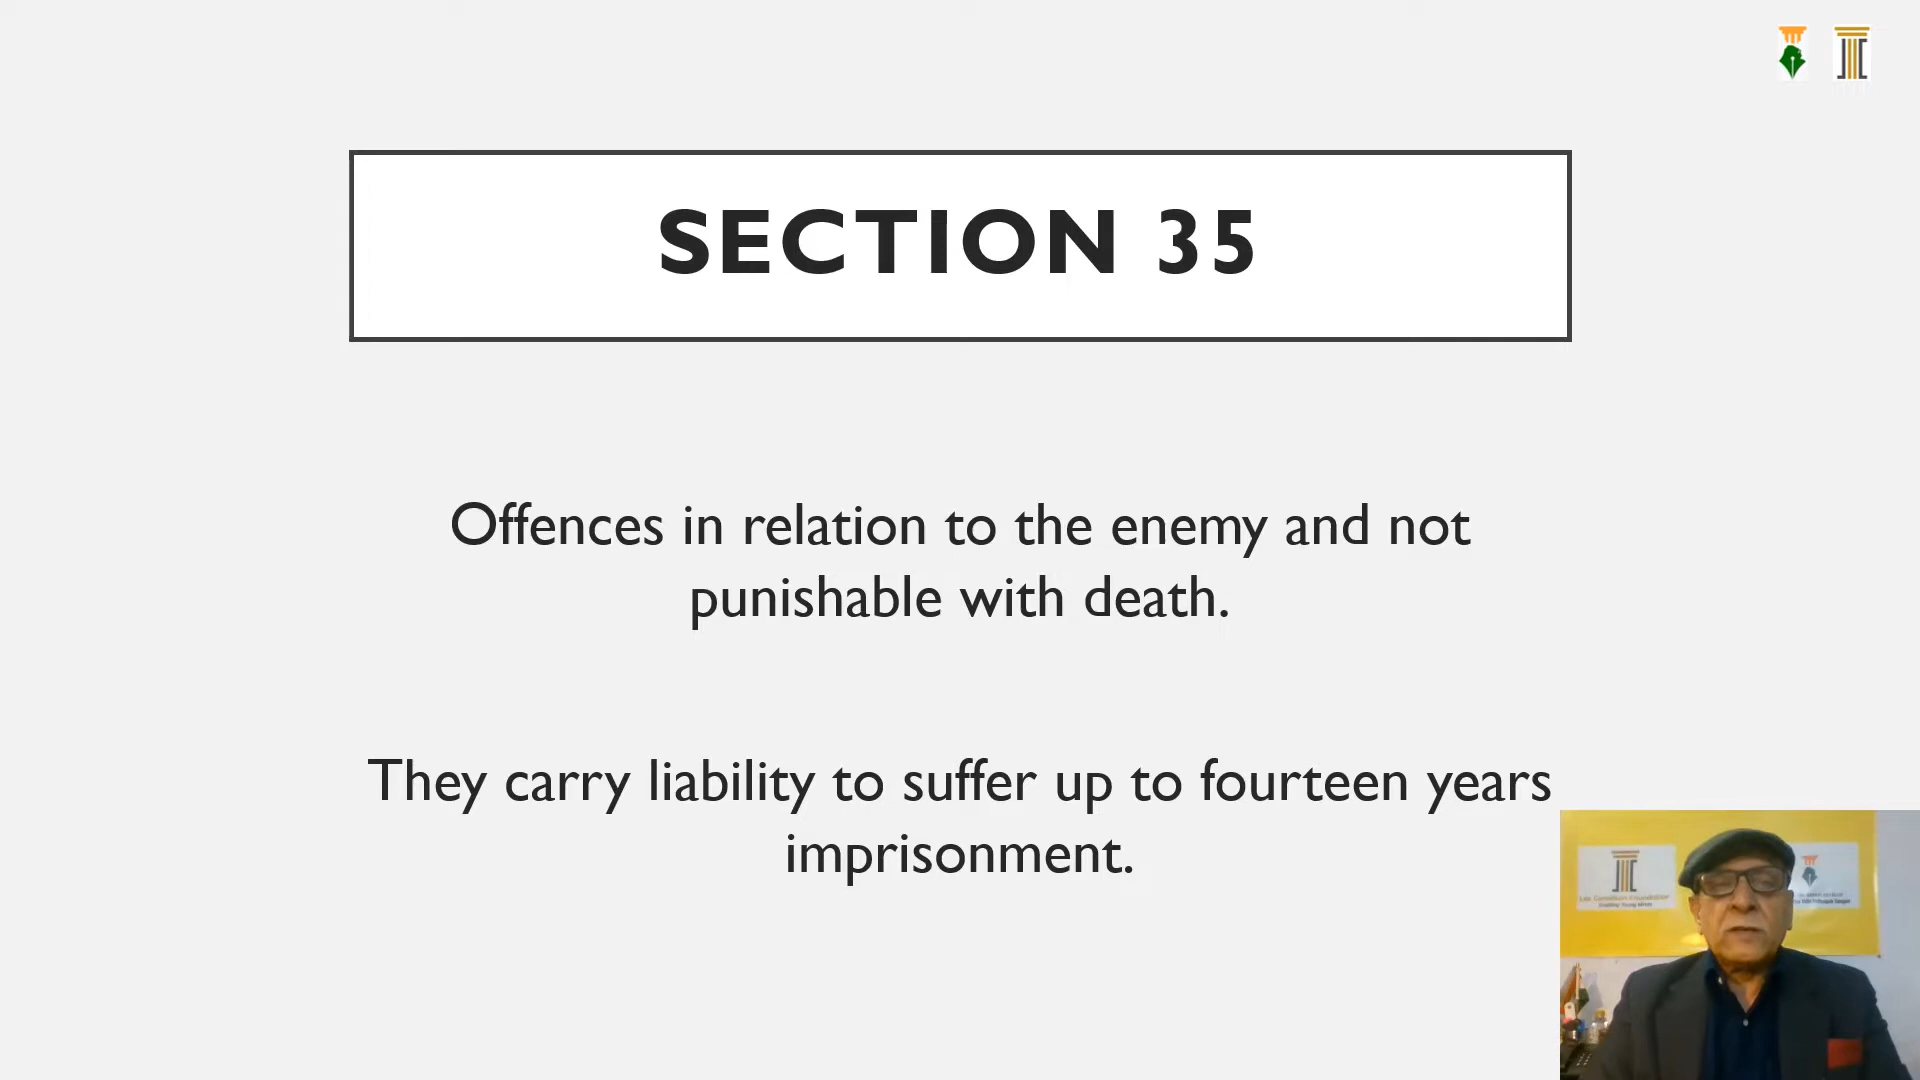 SECTION 35
Offences in relation to the enemy and not
punishable with death.
They carry liability to suffer up to fourteen years
imprisonment.